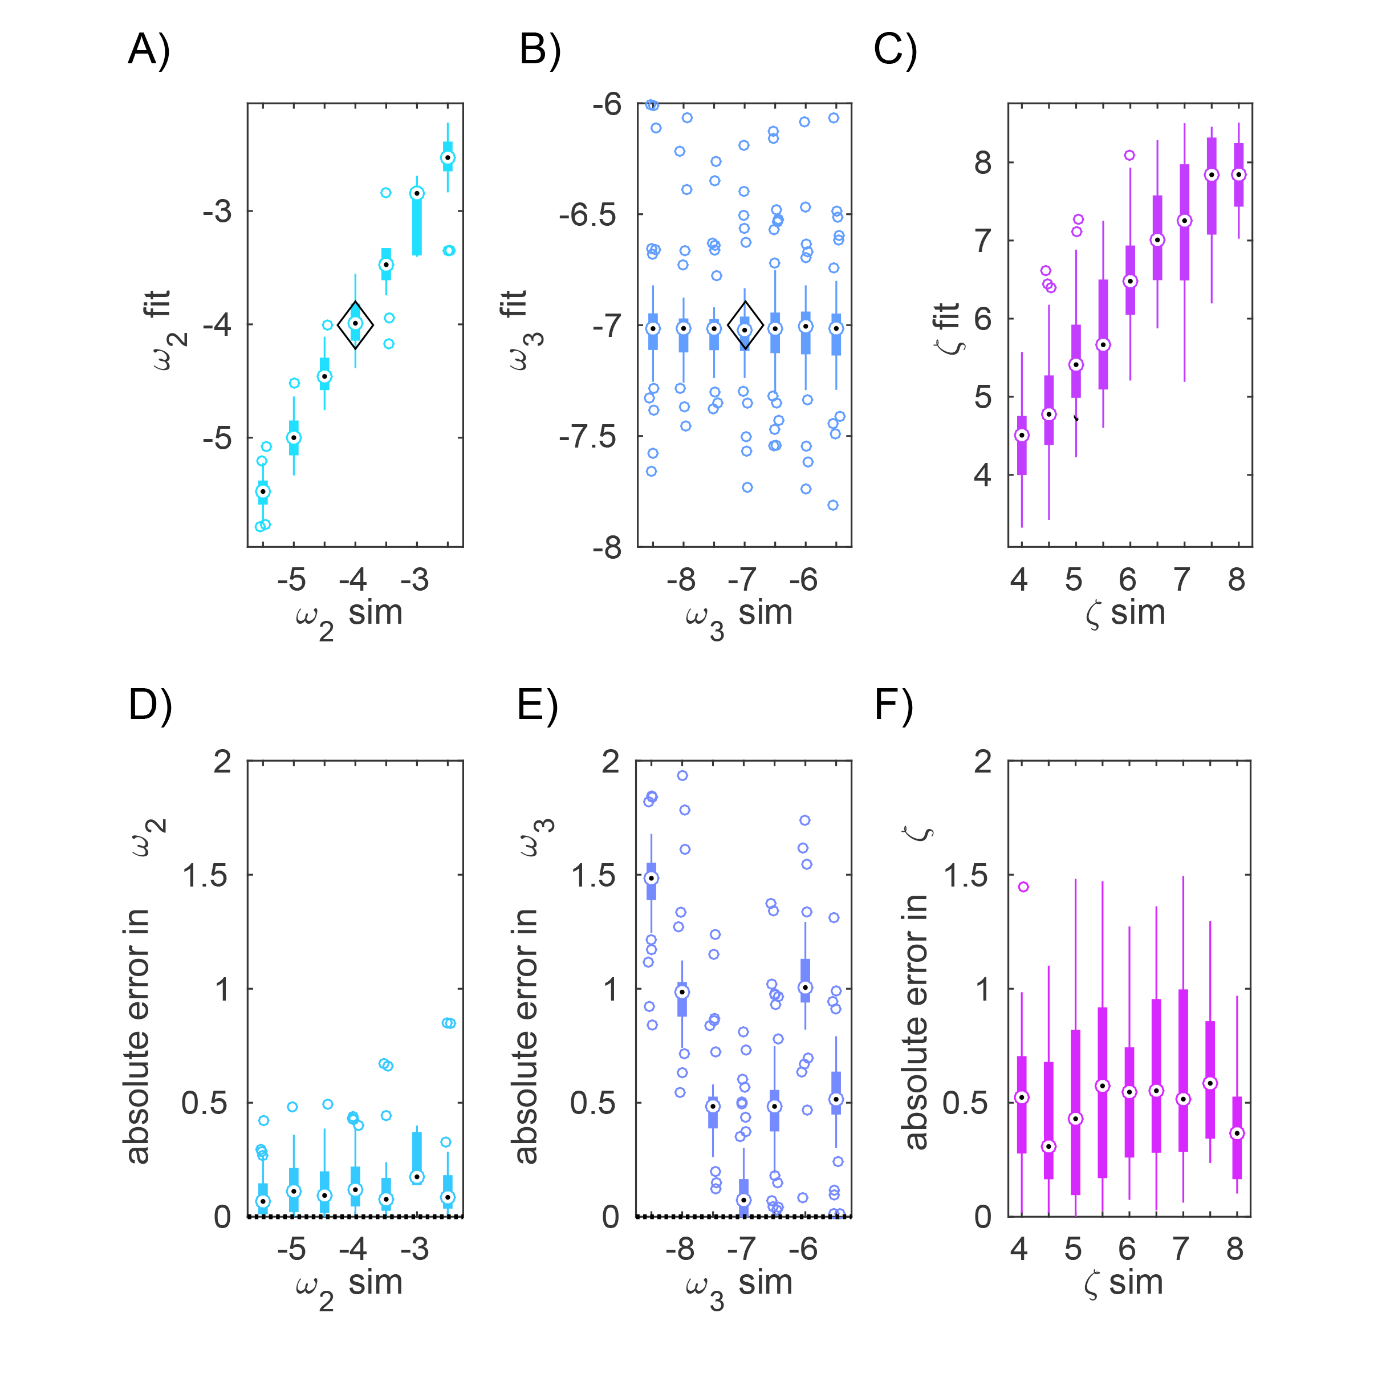 A)
B)
C)
ω2 fit
-3
-4
-5
-5 -4 -3
ω2 sim
ω3 fit
-6
-6.5
-7
-7.5
-8
-8 -7 -6
ω3 sim
ζ fit
8
7
6
5
4
4 5 6 7 8
ζ sim
D)
E)
F)
absolute error in ω2
2
1.5
1
0.5
0
-5 -4 -3
ω2 sim
absolute error in ω3
2
1.5
1
0.5
0
-8 -7 -6
ω3 sim
absolute error in ζ
2
1.5
1
0.5
0
4 5 6 7 8
ζ sim